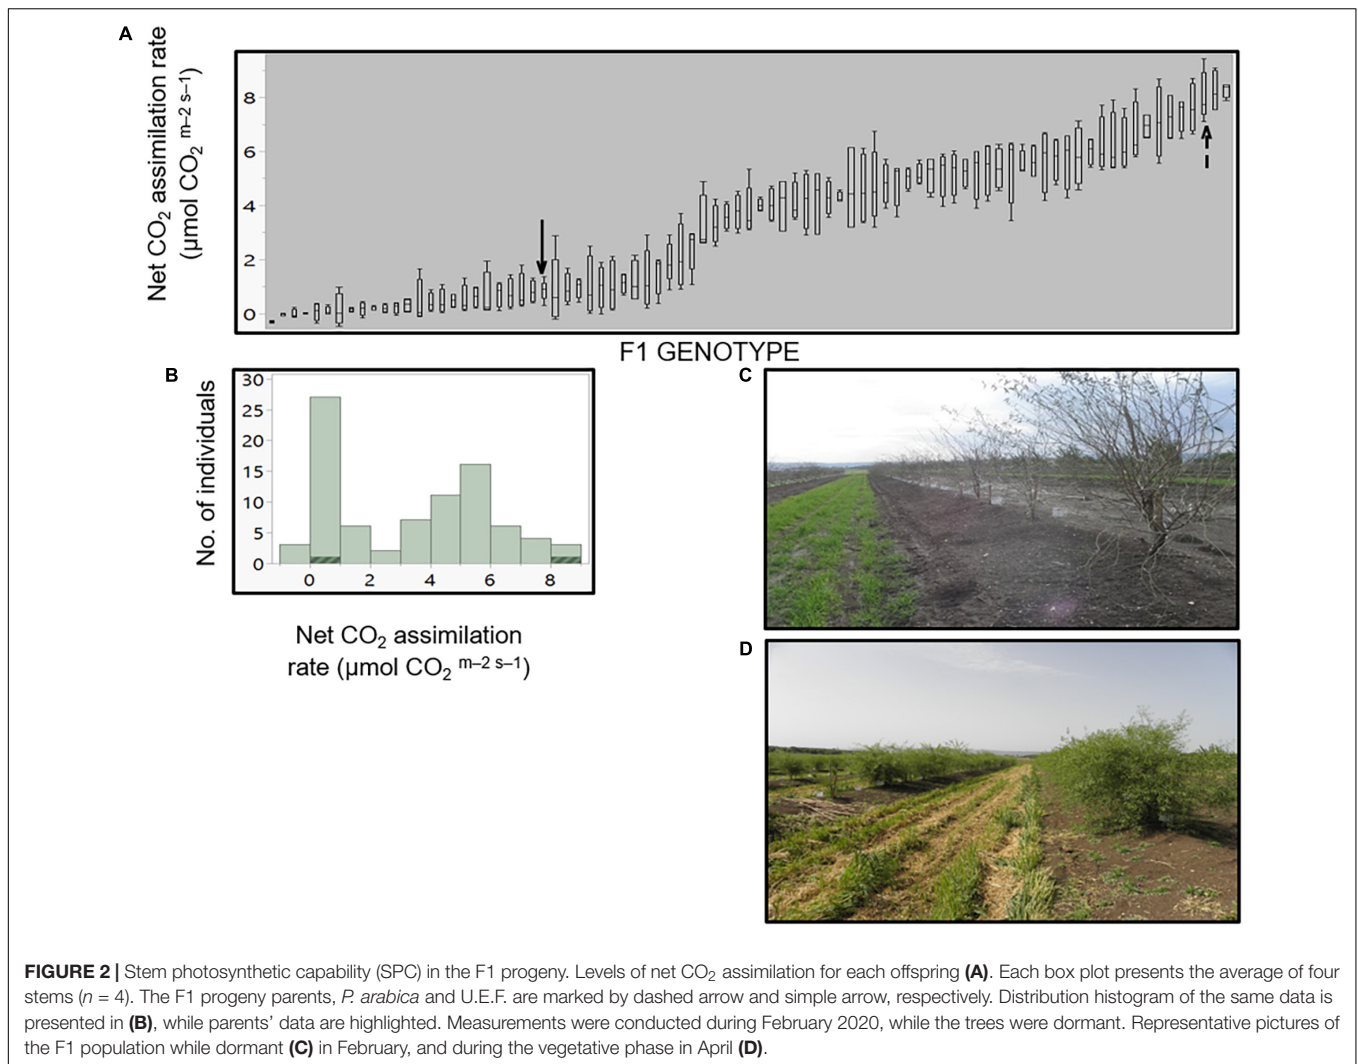 A
Net CO2 assimilation rate
(µmol CO2 m–2 s–1)
8
6
4
2
0
F1 GENOTYPE
B
No. of individuals
30
25
20
15
10
5
0
0 2 4 6 8
Net CO2 assimilation
rate (µmol CO2 m–2 s–1)
C
D
FIGURE 2 | Stem photosynthetic capability (SPC) in the F1 progeny. Levels of net CO2 assimilation for each offspring (A). Each box plot presents the average of four
stems (n = 4). The F1 progeny parents, P. arabica and U.E.F. are marked by dashed arrow and simple arrow, respectively. Distribution histogram of the same data is
presented in (B), while parents’ data are highlighted. Measurements were conducted during February 2020, while the trees were dormant. Representative pictures of
the F1 population while dormant (C) in February, and during the vegetative phase in April (D).